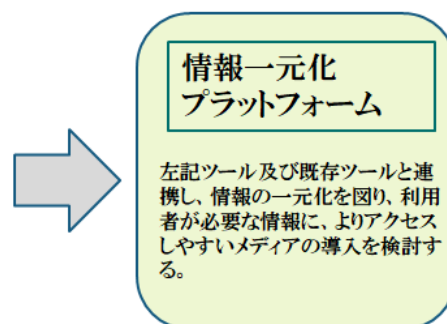 情報一元化
プラットフォーム
左記ツール及び既存ツールと連
携し、情報の一元化を図り、利用
者が必要な情報に、よりアクセス
しやすいメディアの導入を検討す
る。